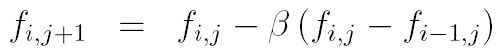 f_{i,j+1} = f_{i,j} − β (f_{i,j} − f_{i−1,j})